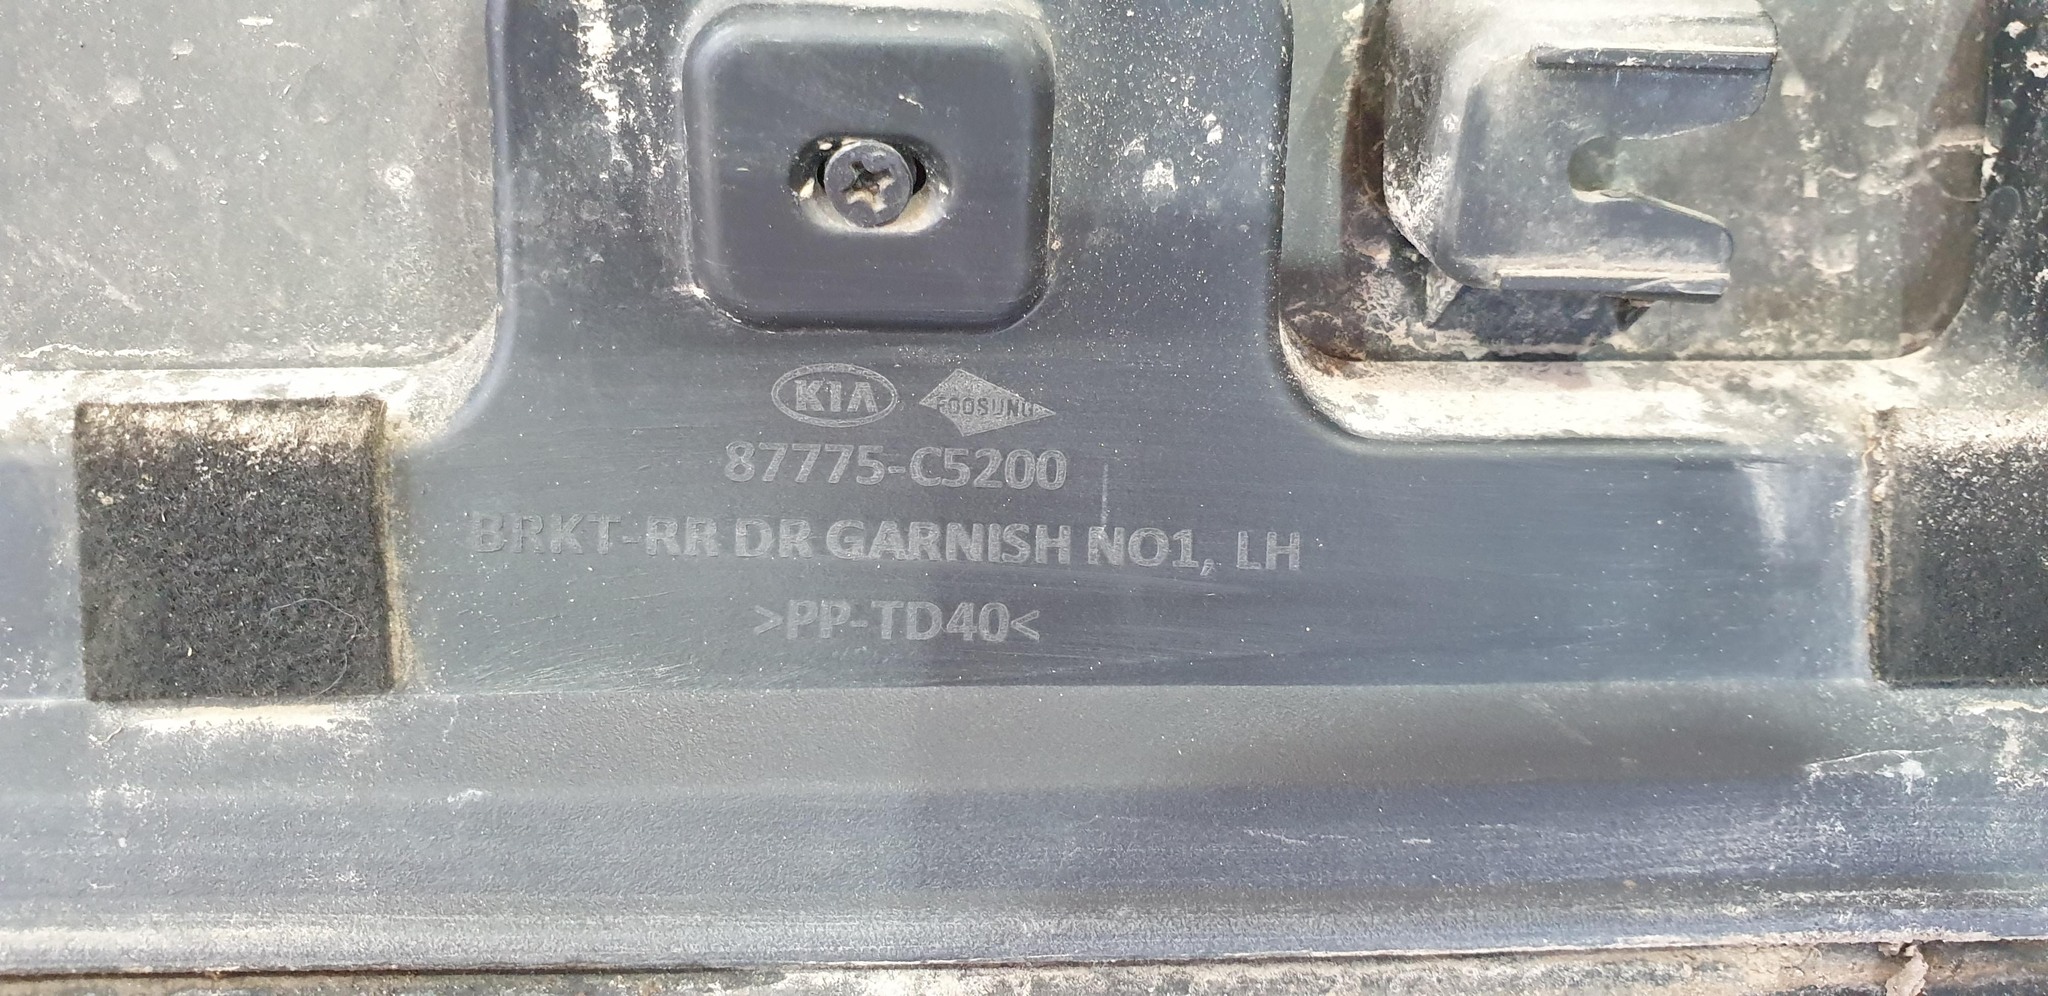 KIA
87775-C5200
BRKT-RR DR GARNISH NO1, LH
>PP-TD40<